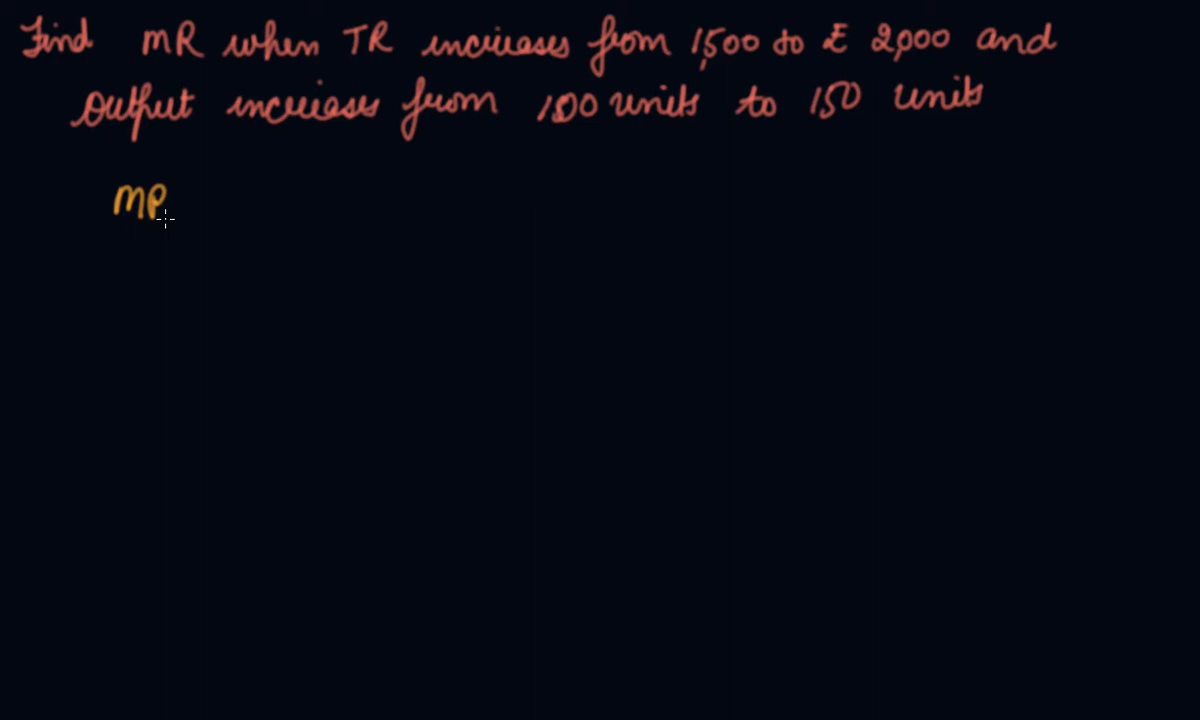 Find MR when TR increases from 1,500 to £ 2,000 and
Output increases from 100 units to 150 units
MR